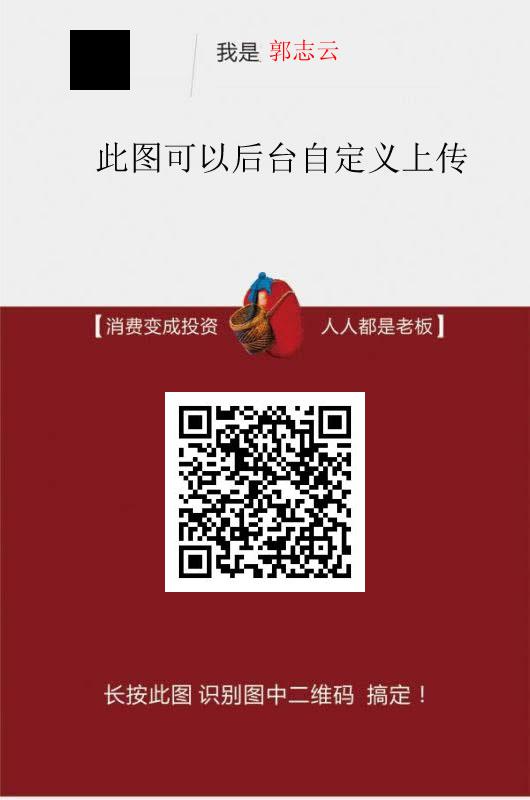 我是 郭志云
此图可以后台自定义上传
【消费变成投资 人人都是老板】
长按此图 识别图中二维码 搞定！